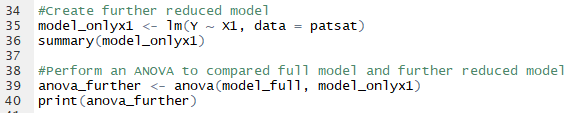 34 #Create further reduced model
35 model_onlyx1 <- lm(Y ~ X1, data = patsat)
36 summary(model_onlyx1)
37
38 #Perform an ANOVA to compared full model and further reduced model
39 anova_further <- anova(model_full, model_onlyx1)
40 print(anova_further)